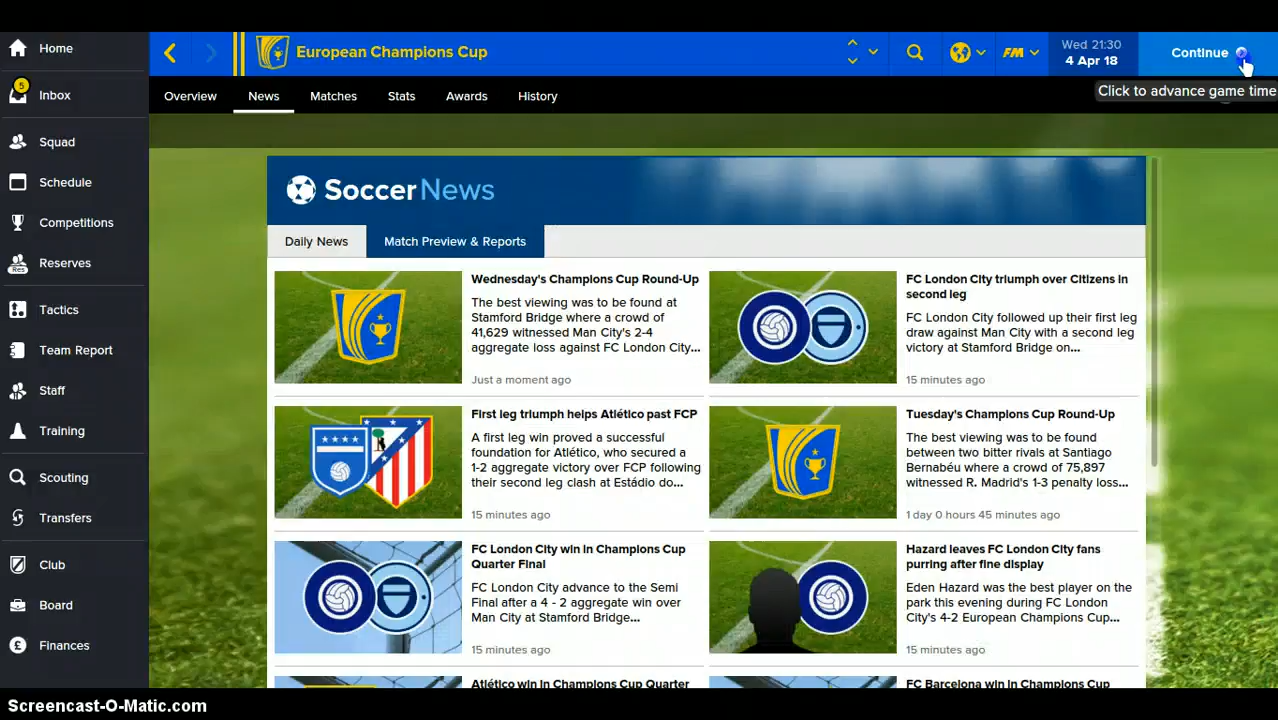 Home
European Champions Cup
FM
Wed 21:30
4 Apr 18
Continue
Click to advance game time
5
Inbox
Overview
News
Matches
Stats
Awards
History
Squad
Schedule
Competitions
Res
Reserves
Tactics
Team Report
Staff
Training
Scouting
Transfers
Club
Board
Finances
SoccerNews
Daily News
Match Preview & Reports
Wednesday's Champions Cup Round-Up
The best viewing was to be found at
Stamford Bridge where a crowd of
41,629 witnessed Man City's 2-4
aggregate loss against FC London City...
Just a moment ago
FC London City triumph over Citizens in
second leg
FC London City followed up their first leg
draw against Man City with a second leg
victory at Stamford Bridge on...
15 minutes ago
First leg triumph helps Atlético past FCP
A first leg win proved a successful
foundation for Atlético, who secured a
1-2 aggregate victory over FCP following
their second leg clash at Estádio do...
15 minutes ago
Tuesday's Champions Cup Round-Up
The best viewing was to be found
between two bitter rivals at Santiago
Bernabéu where a crowd of 75,897
witnessed R. Madrid's 1-3 penalty loss...
1 day 0 hours 45 minutes ago
FC London City win in Champions Cup
Quarter Final
FC London City advance to the Semi
Final after a 4 - 2 aggregate win over
Man City at Stamford Bridge...
15 minutes ago
Hazard leaves FC London City fans
purring after fine display
Eden Hazard was the best player on the
park this evening during FC London
City's 4-2 European Champions Cup...
15 minutes ago
Atlético win in Champions Cup Quarter
FC Barcelona win in Champions Cup
Screencast-O-Matic.com